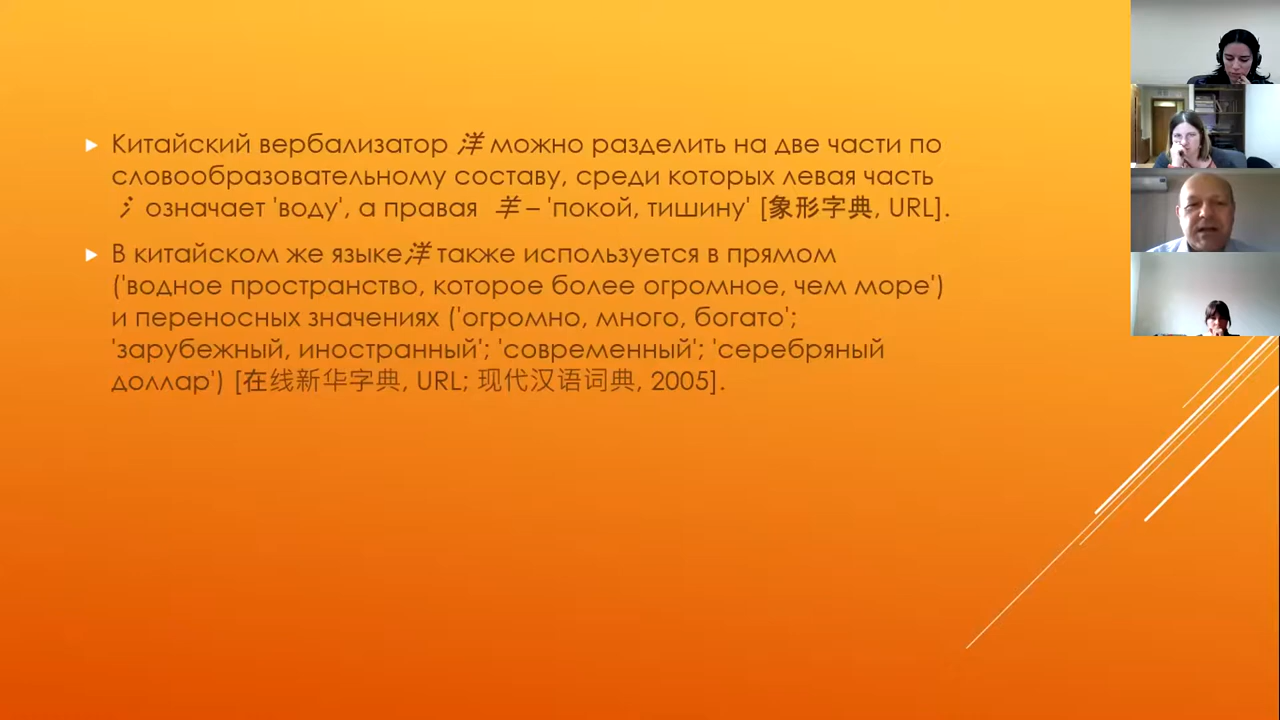 Китайский вербализатор 洋 можно разделить на две части по
словообразовательному составу, среди которых левая часть
氵 означает 'воду', а правая 羊 – 'покой, тишину' [象形字典, URL].
В китайском же языке洋 также используется в прямом
('водное пространство, которое более огромное, чем море')
и переносных значениях ('огромно, много, богато';
'зарубежный, иностранный'; 'современный'; 'серебряный
доллар') [在线新华字典, URL; 现代汉语词典, 2005].